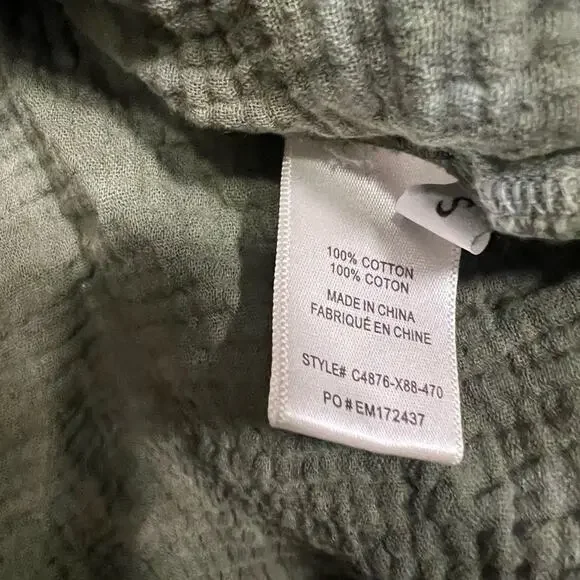 S
100% COTTON
100% COTON
MADE IN CHINA
FABRIQUÉ EN CHINE
STYLE# C4876-X88-470
PO#EM172437